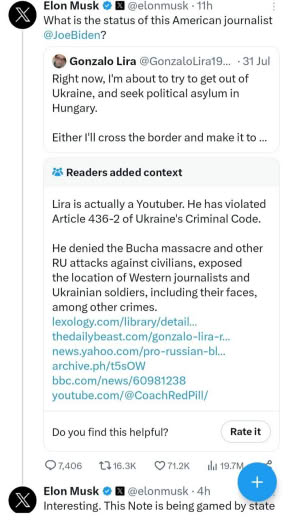 Elon Musk @elonmusk · 11h
What is the status of this American journalist
@JoeBiden?
Gonzalo Lira @GonzaloLira19... · 31 Jul
Right now, I'm about to try to get out of
Ukraine, and seek political asylum in
Hungary.
Either I'll cross the border and make it to ...
Readers added context
Lira is actually a Youtuber. He has violated
Article 436-2 of Ukraine's Criminal Code.
He denied the Bucha massacre and other
RU attacks against civilians, exposed
the location of Western journalists and
Ukrainian soldiers, including their faces,
among other crimes.
lexology.com/library/detail...
thedailybeast.com/gonzalo-lira-r...
news.yahoo.com/pro-russian-bl...
archive.ph/t5sOW
bbc.com/news/60981238
youtube.com/@CoachRedPill/
Do you find this helpful?
Rate it
7,406 16.3K 71.2K 19.7M
Elon Musk @elonmusk · 4h
Interesting. This Note is being gamed by state